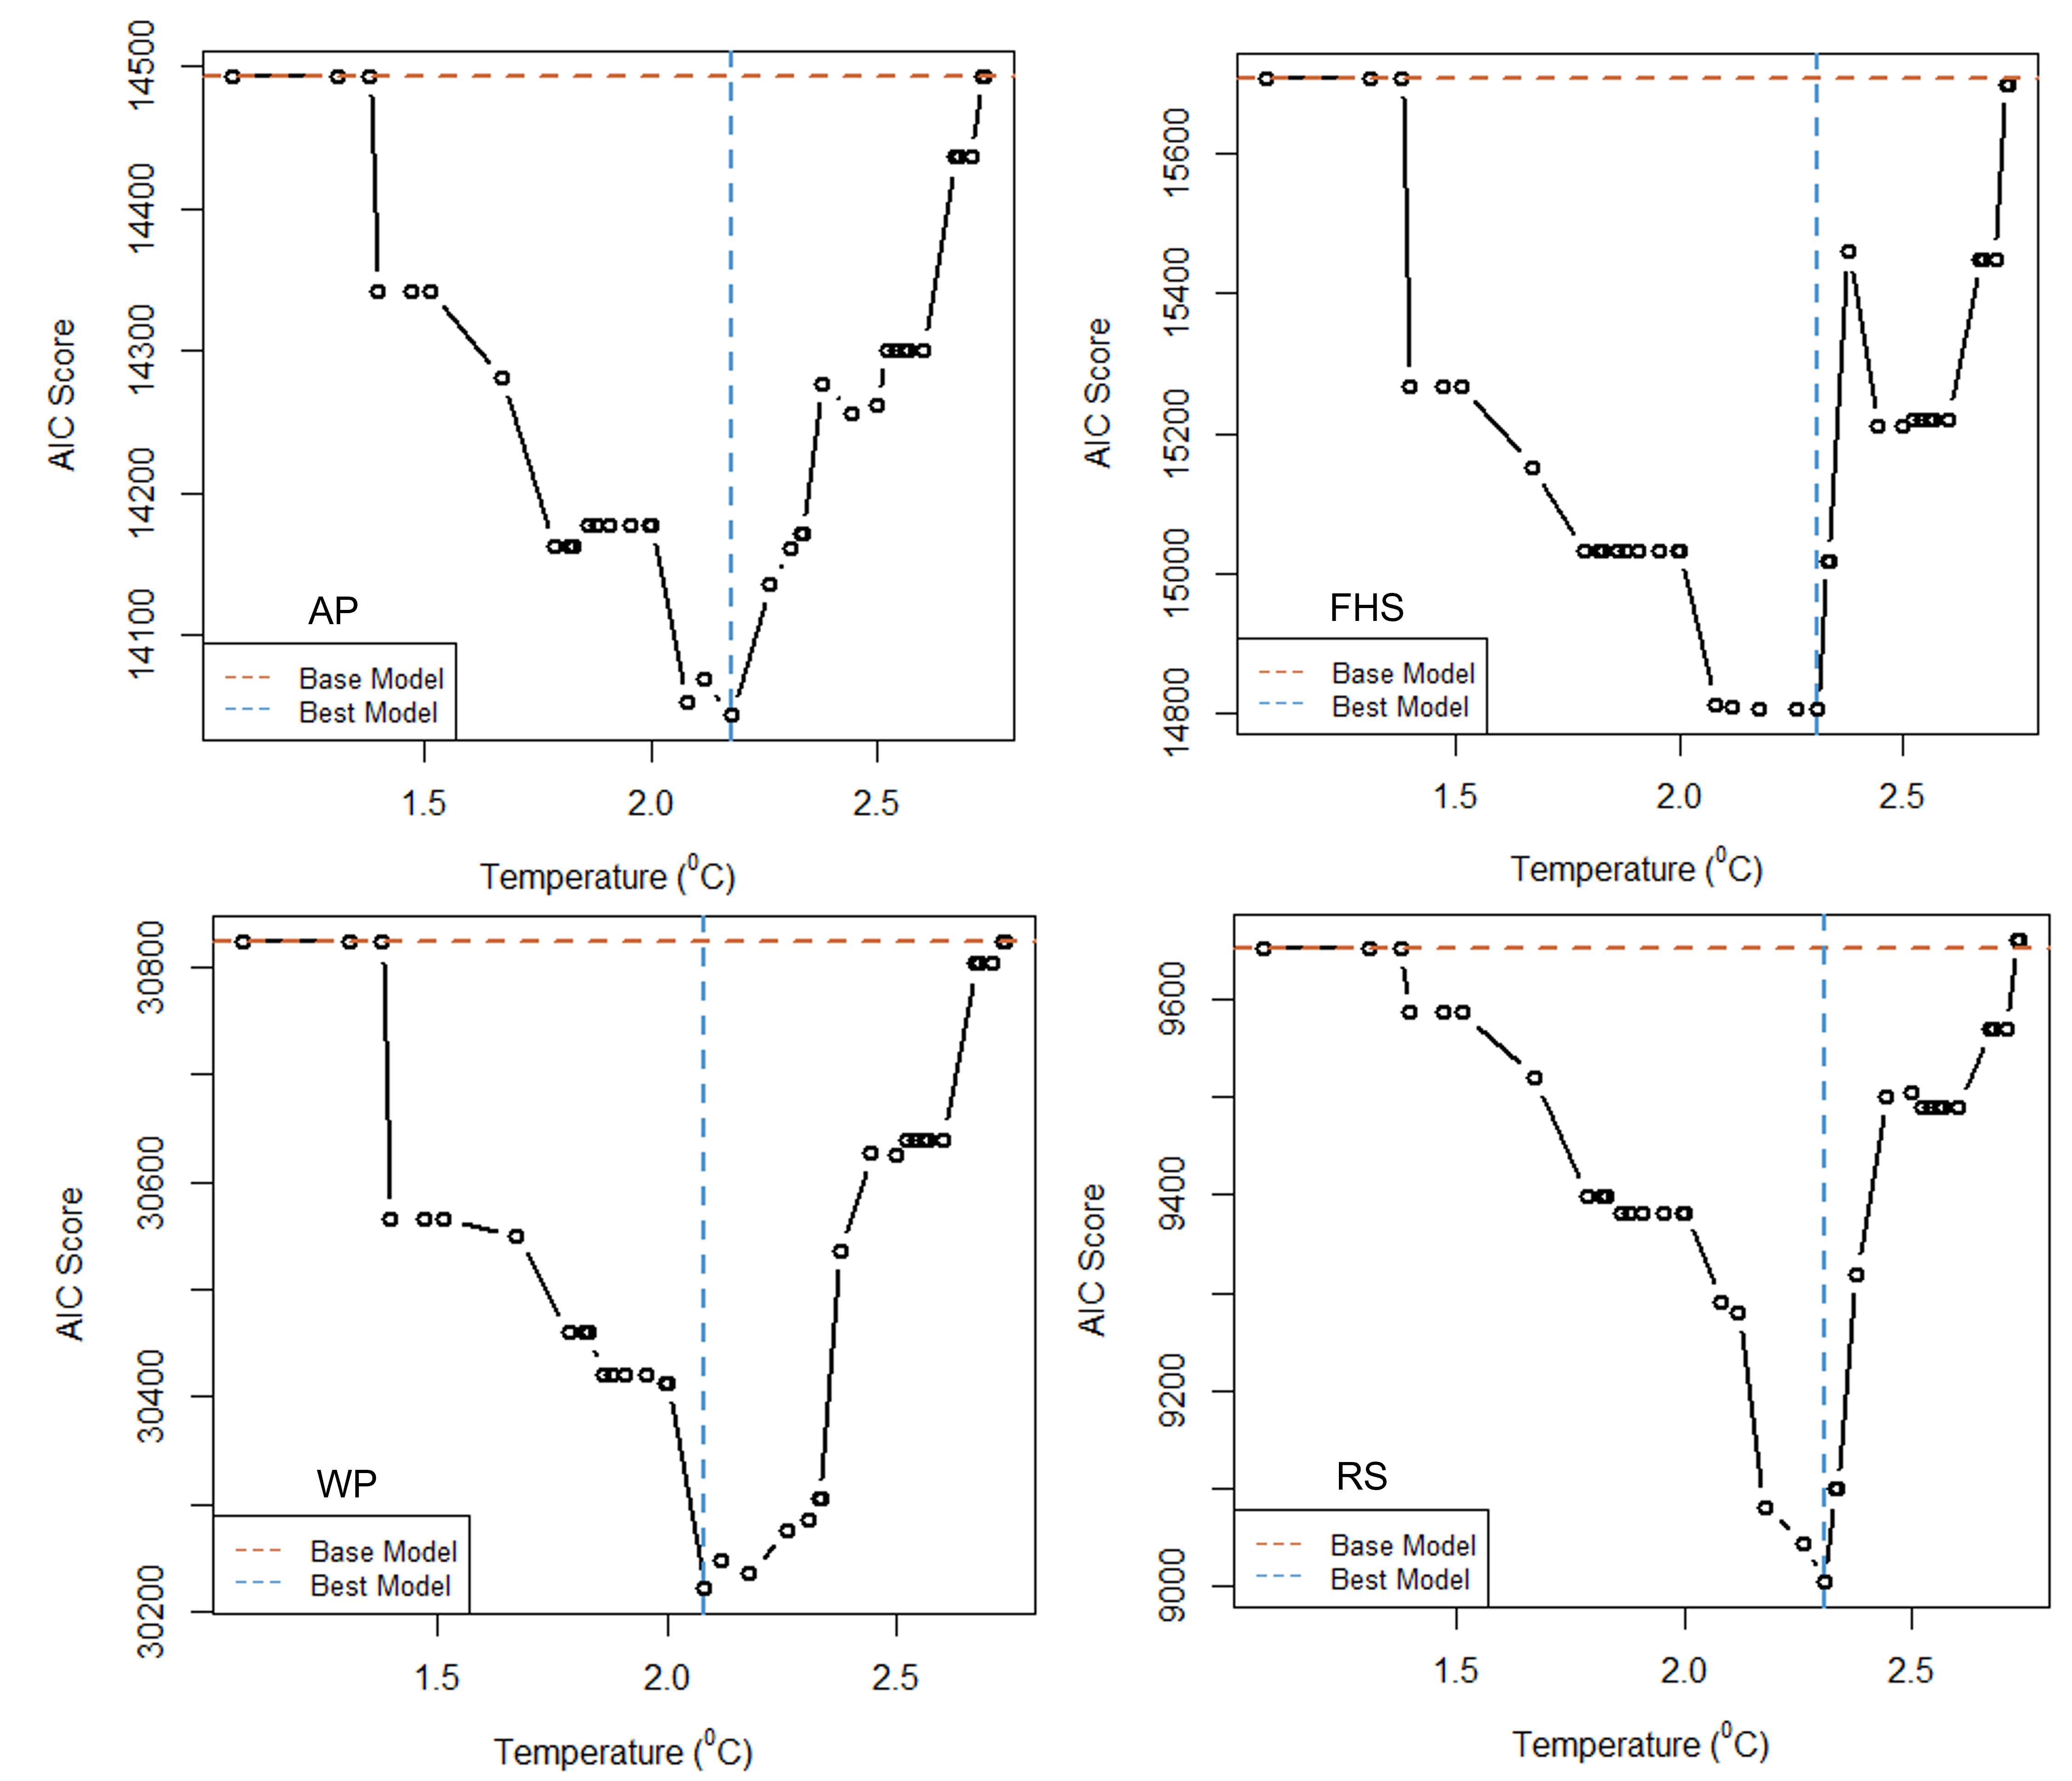 14500
14400
14300
14200
14100
AIC Score
AP
Base Model
Best Model
1.5 2.0 2.5
Temperature (⁰C)
15600
15400
15200
15000
14800
AIC Score
FHS
Base Model
Best Model
1.5 2.0 2.5
Temperature (⁰C)
30800
30600
30400
30200
AIC Score
WP
Base Model
Best Model
1.5 2.0 2.5
Temperature (⁰C)
9600
9400
9200
9000
AIC Score
RS
Base Model
Best Model
1.5 2.0 2.5
Temperature (⁰C)